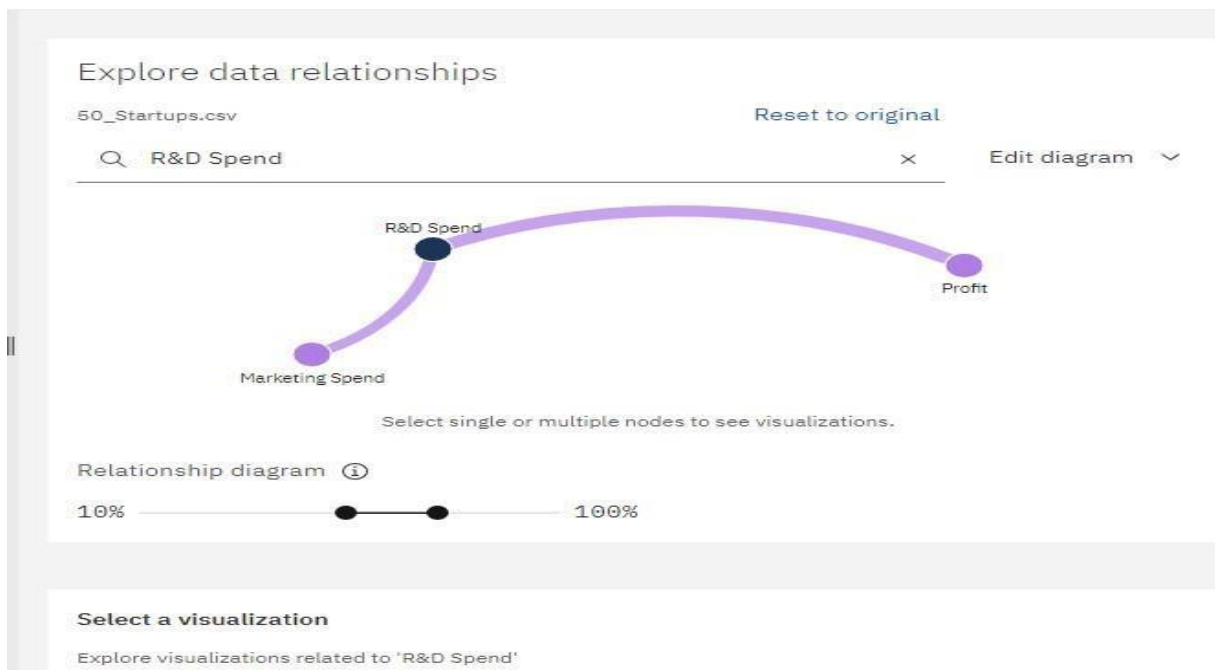 Explore data relationships
50_Startups.csv
Reset to original
R&D Spend
×
Edit diagram
R&D Spend
Profit
Marketing Spend
Select single or multiple nodes to see visualizations.
Relationship diagram
10%
100%
Select a visualization
Explore visualizations related to 'R&D Spend'